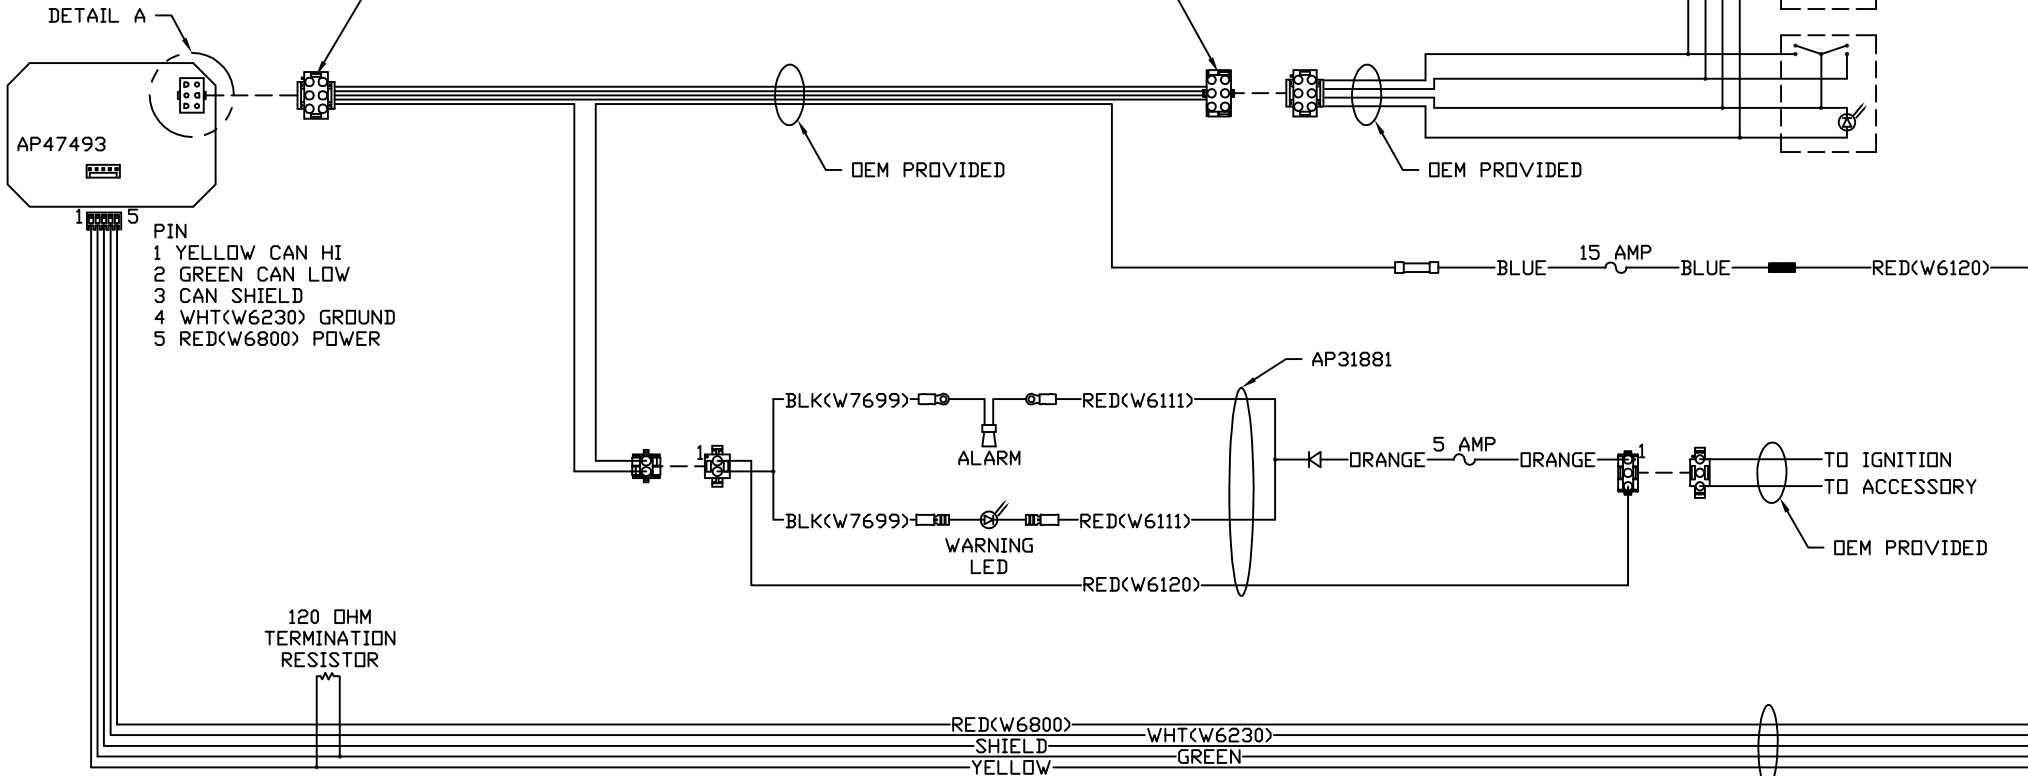 DETAIL A
AP47493
1
5
PIN
1 YELLOW CAN HI
2 GREEN CAN LOW
3 CAN SHIELD
4 WHT(W6230) GROUND
5 RED(W6800) POWER
OEM PROVIDED
OEM PROVIDED
BLUE
15 AMP
BLUE
RED(W6120)
AP31881
BLK(W7699)
RED(W6111)
ALARM
1
ORANGE
5 AMP
ORANGE
1
TO IGNITION
TO ACCESSORY
BLK(W7699)
RED(W6111)
WARNING
LED
OEM PROVIDED
RED(W6120)
120 OHM
TERMINATION
RESISTOR
RED(W6800)
WHT(W6230)
SHIELD
GREEN
YELLOW